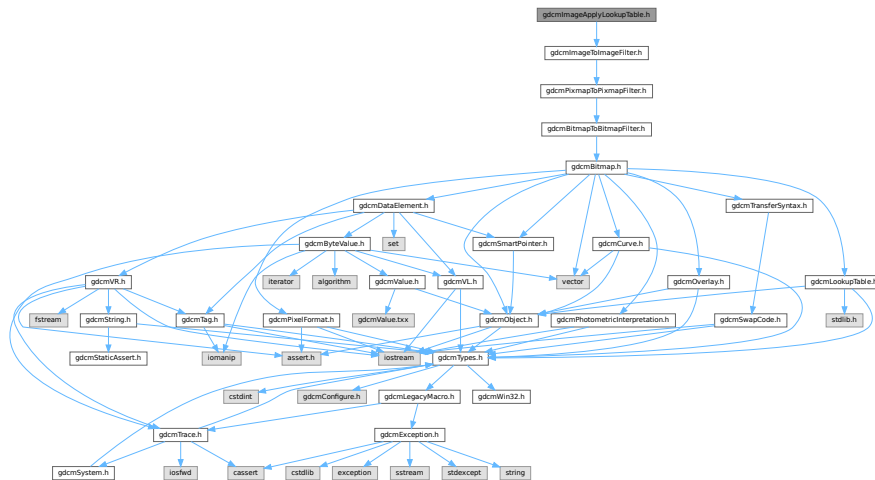 gdcmImageApplyLookupTable.h
gdcmImageToImageFilter.h
gdcmPixmapToPixmapFilter.h
gdcmBitmapToBitmapFilter.h
gdcmBitmap.h
gdcmDataElement.h
gdcmTransferSyntax.h
gdcmByteValue.h
set
gdcmSmartPointer.h
gdcmCurve.h
gdcmVR.h
iterator
algorithm
gdcmValue.h
gdcmVL.h
vector
gdcmOverlay.h
gdcmLookupTable.h
fstream
gdcmString.h
gdcmTag.h
gdcmPixelFormat.h
gdcmValue.txx
gdcmObject.h
gdcmPhotometricInterpretation.h
gdcmSwapCode.h
stdlib.h
gdcmStaticAssert.h
iomanip
assert.h
iostream
gdcmTypes.h
cstdint
gdcmConfigure.h
gdcmLegacyMacro.h
gdcmWin32.h
gdcmTrace.h
gdcmException.h
gdcmSystem.h
iosfwd
cassert
cstdlib
exception
sstream
stdexcept
string